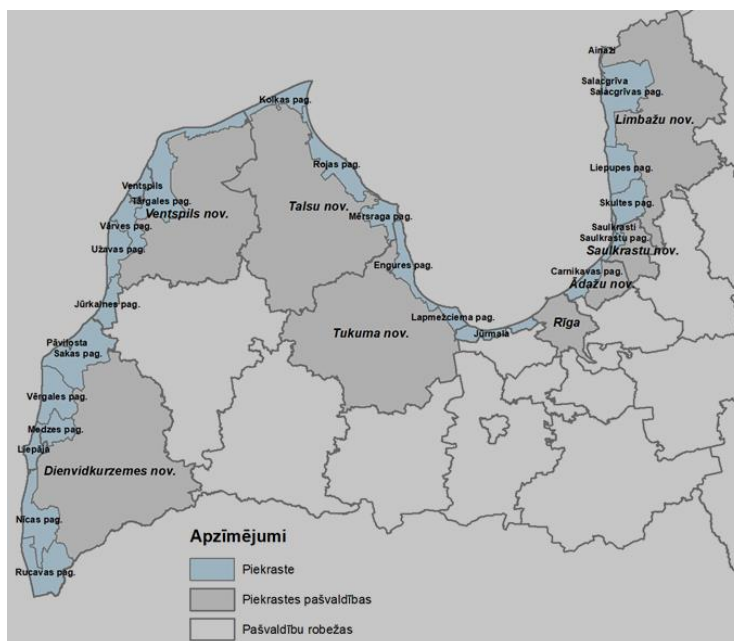 Ainaži
Salacgrīva
Salacgrīvas pag.
Limbažu nov.
Kolkas pag.
Rojas pag.
Liepupes pag.
Ventspils
Tārgales pag.
Ventspils nov.
Talsu nov.
Mērsraga pag.
Skultes pag.
Vārves pag.
Užavas pag.
Saulkrasti
Saulkrastu pag.
Saulkrastu nov.
Engures pag.
Carnikavas pag.
Ādažu nov.
Jūrkalnes pag.
Lapmežciema pag.
Rīga
Jūrmala
Tukuma nov.
Pāvilosta
Sakas pag.
Vērgales pag.
Medzes pag.
Liepāja
Dienvidkurzemes nov.
Nīcas pag.
Rucavas pag.
Apzīmējumi
Piekraste
Piekrastes pašvaldības
Pašvaldību robežas